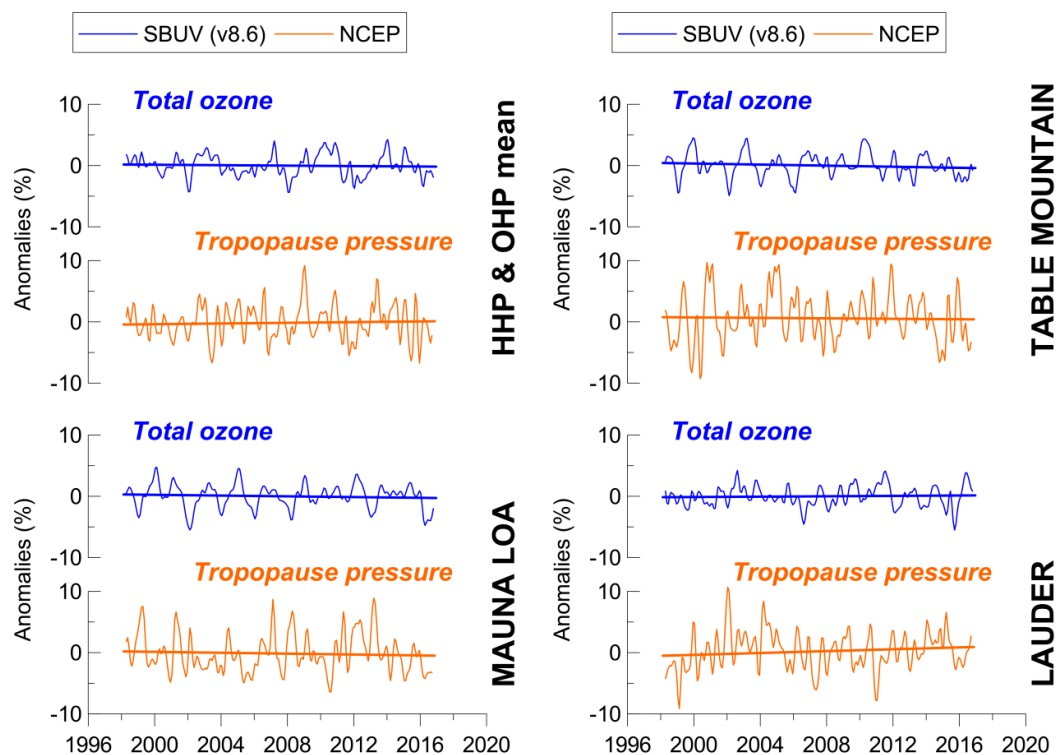 SBUV (v8.6) NCEP
SBUV (v8.6) NCEP
Total ozone
10
0
-10
Anomalies (%)
Tropopause pressure
10
0
-10
Anomalies (%)
HHP & OHP mean
Total ozone
10
0
-10
Tropopause pressure
10
0
-10
Anomalies (%)
TABLE MOUNTAIN
Total ozone
10
0
-10
Anomalies (%)
Tropopause pressure
10
0
-10
Anomalies (%)
MAUNA LOA
1996 2000 2004 2008 2012 2016 2020
Total ozone
10
0
-10
Anomalies (%)
Tropopause pressure
10
0
-10
Anomalies (%)
LAUDER
1996 2000 2004 2008 2012 2016 2020